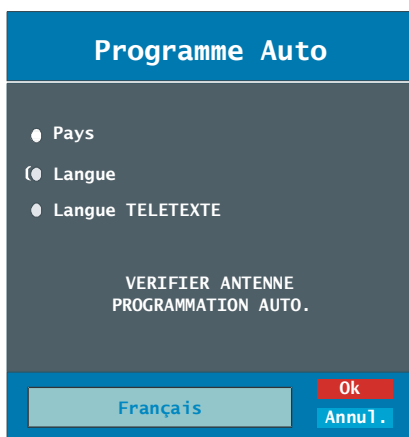 Programme Auto
Pays
Langue
Langue TELETEXTE
VERIFIER ANTENNE
PROGRAMMATION AUTO.
Français
Ok
Annul.